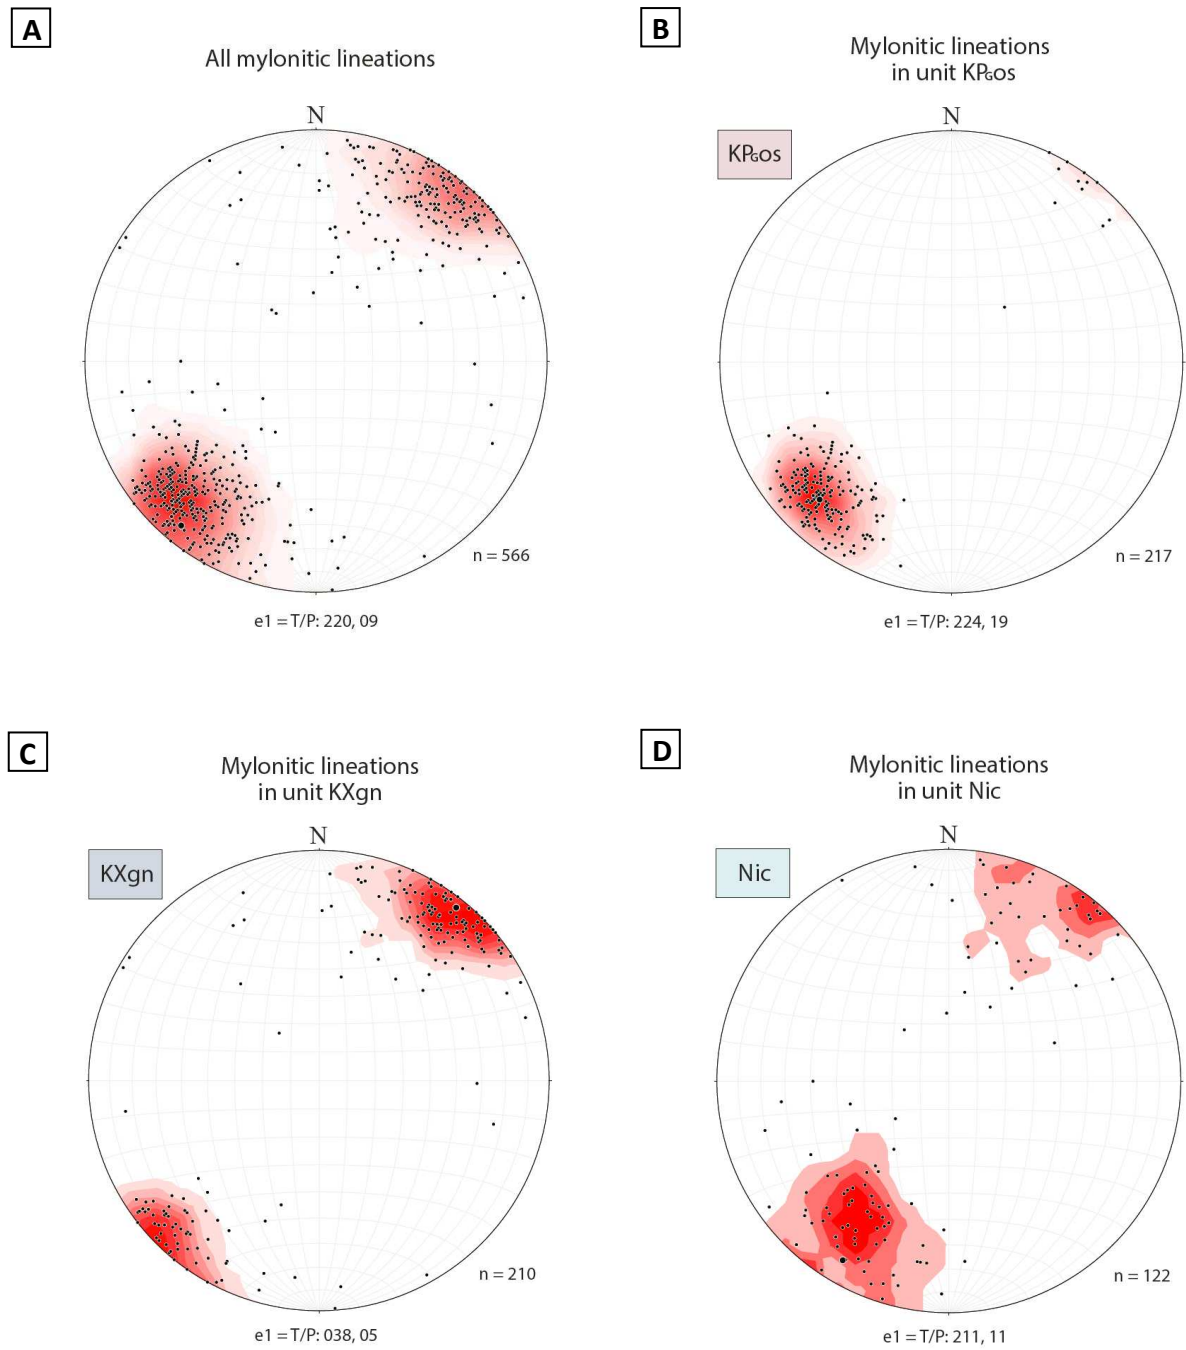 A
All mylonitic lineations
N
n = 566
e1 = T/P: 220, 09
B
Mylonitic lineations
in unit KPGos
KPGos
N
n = 217
e1 = T/P: 224, 19
C
Mylonitic lineations
in unit KXgn
KXgn
N
n = 210
e1 = T/P: 038, 05
D
Mylonitic lineations
in unit Nic
Nic
N
n = 122
e1 = T/P: 211, 11